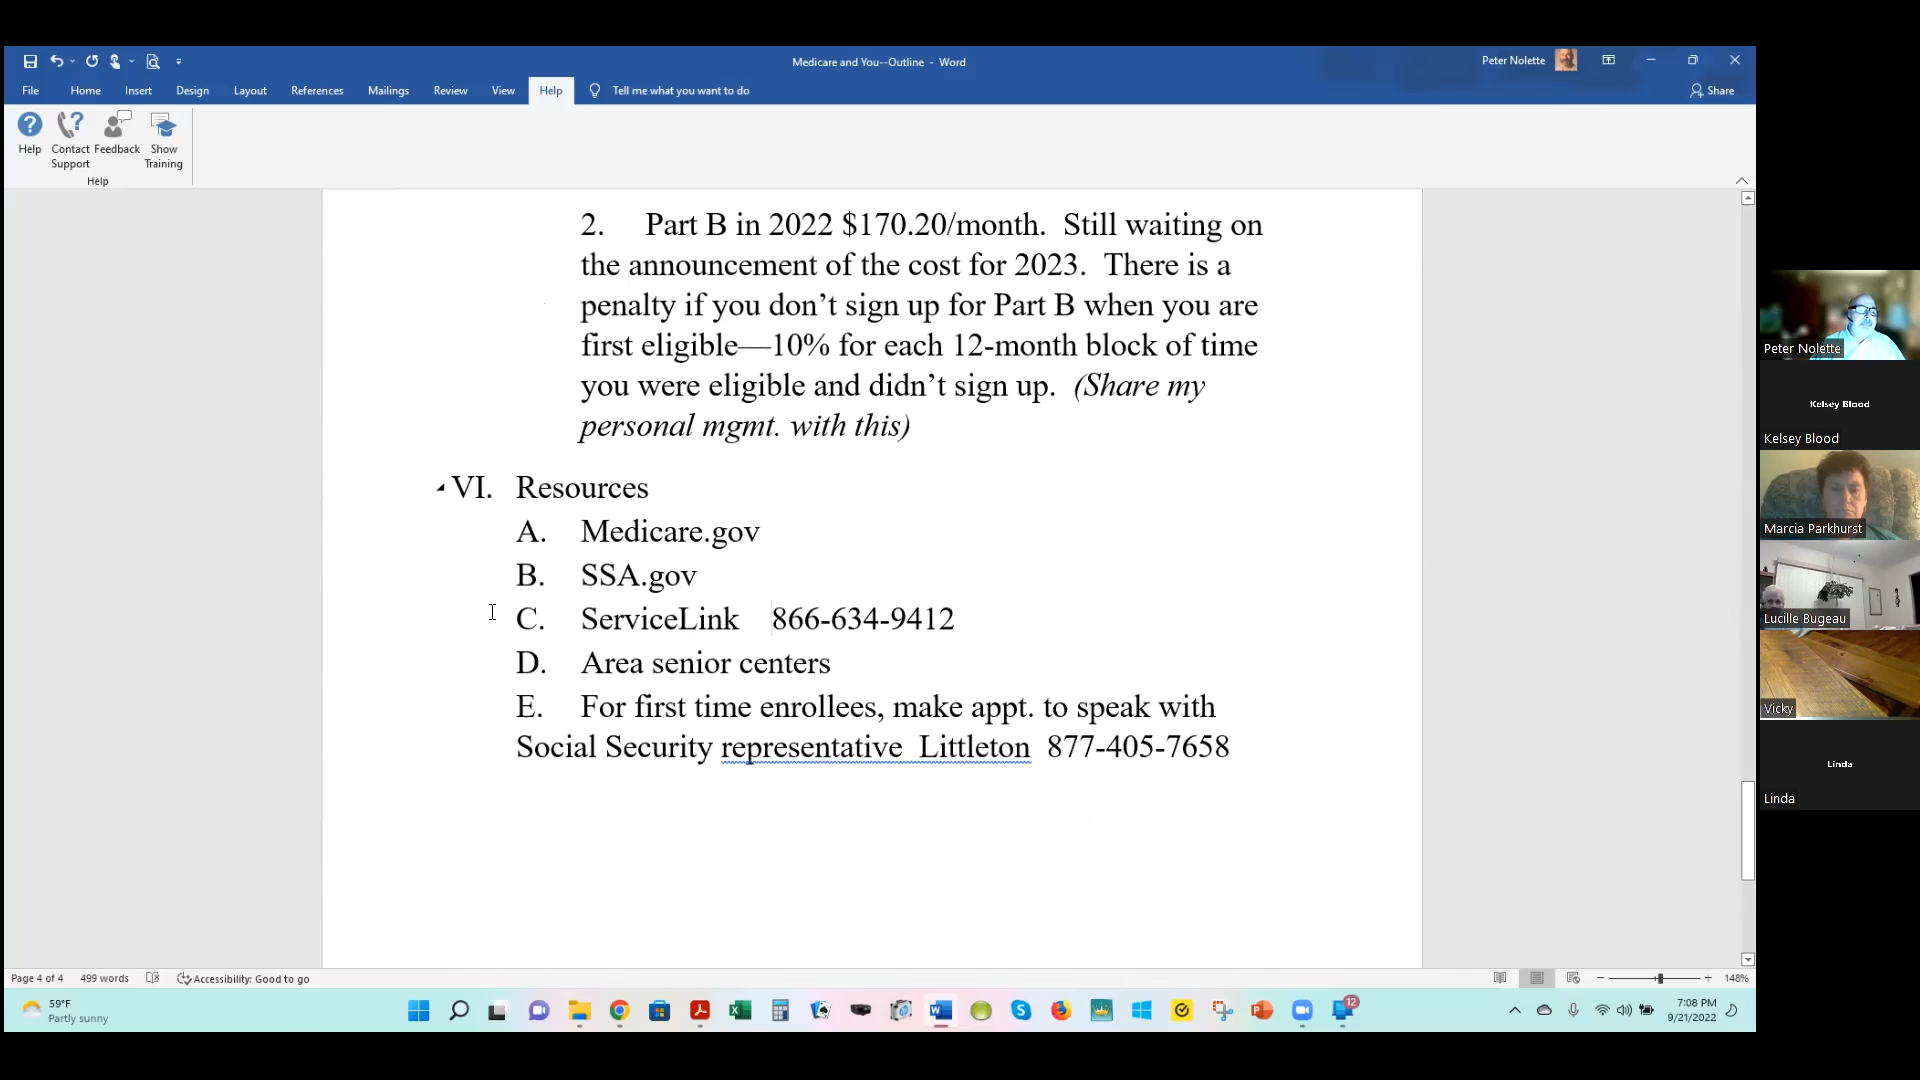 Medicare and You--Outline - Word
Peter Nolette
File Home Insert Design Layout References Mailings Review View Help Tell me what you want to do
Share
Help Contact Support Feedback Show Training
Help
2. Part B in 2022 $170.20/month. Still waiting on
the announcement of the cost for 2023. There is a
penalty if you don’t sign up for Part B when you are
first eligible—10% for each 12-month block of time
you were eligible and didn’t sign up. (Share my
personal mgmt. with this)
VI. Resources
A. Medicare.gov
B. SSA.gov
C. ServiceLink 866-634-9412
D. Area senior centers
E. For first time enrollees, make appt. to speak with
Social Security representative Littleton 877-405-7658
Peter Nolette
Kelsey Blood
Kelsey Blood
Marcia Parkhurst
Lucille Bugeau
Vicky
Linda
Linda
Page 4 of 4 499 words Accessibility: Good to go
148%
59°F
Partly sunny
12
7:08 PM
9/21/2022